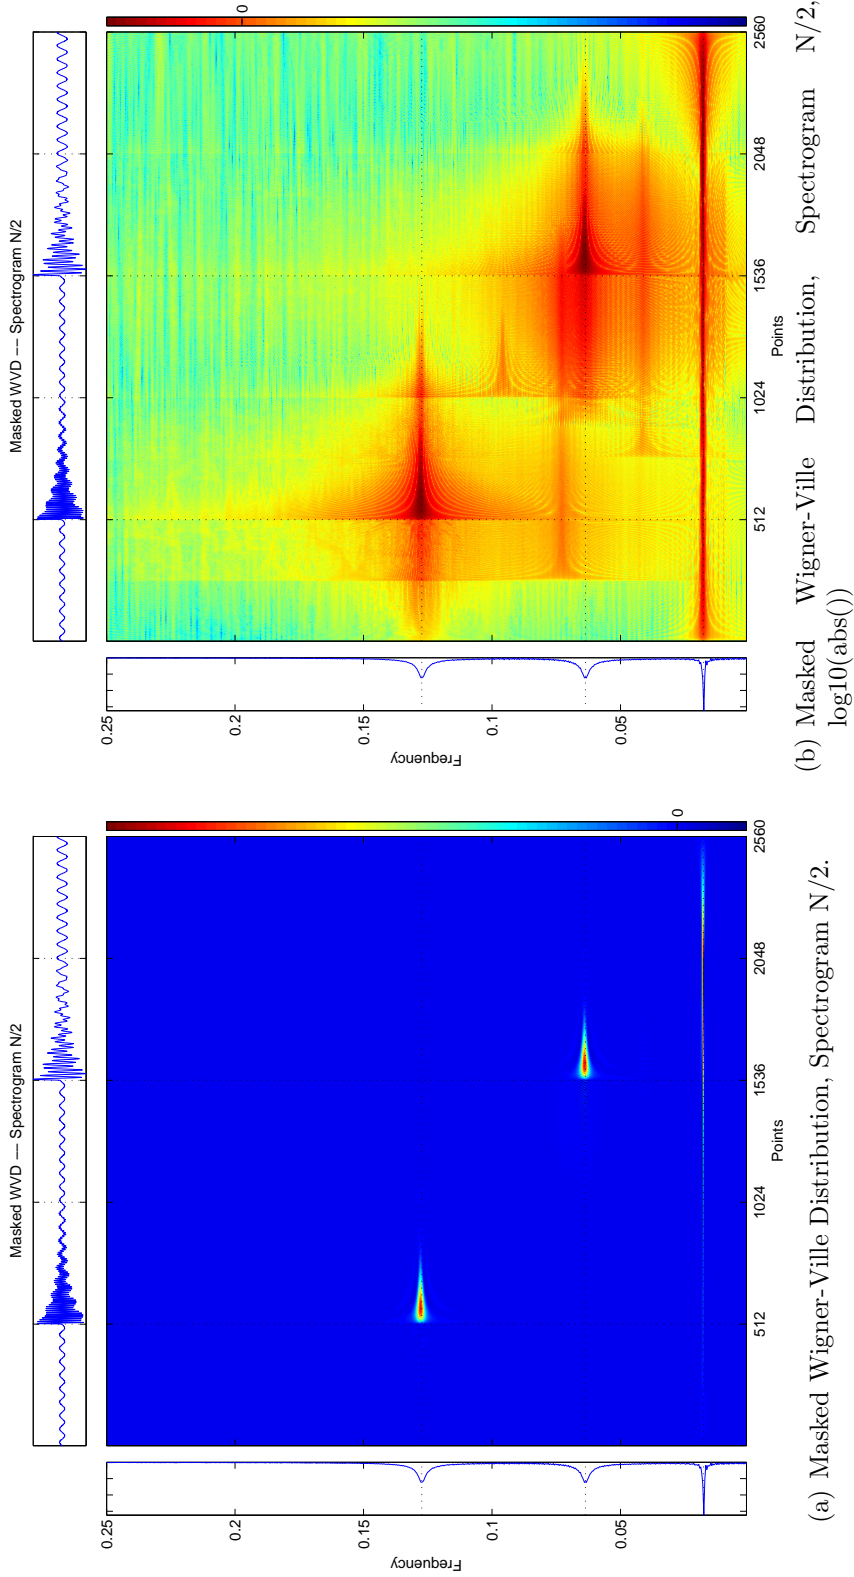 Masked WVD –– Spectrogram N/2
0.25
0.2
0.15
0.1
0.05
Frequency
512
1024
1536
2048
2560
Points
0
(a) Masked Wigner-Ville Distribution, Spectrogram N/2.
Masked WVD –– Spectrogram N/2
0.25
0.2
0.15
0.1
0.05
Frequency
512
1024
1536
2048
2560
Points
0
(b) Masked Wigner-Ville Distribution, Spectrogram N/2,
log10(abs())